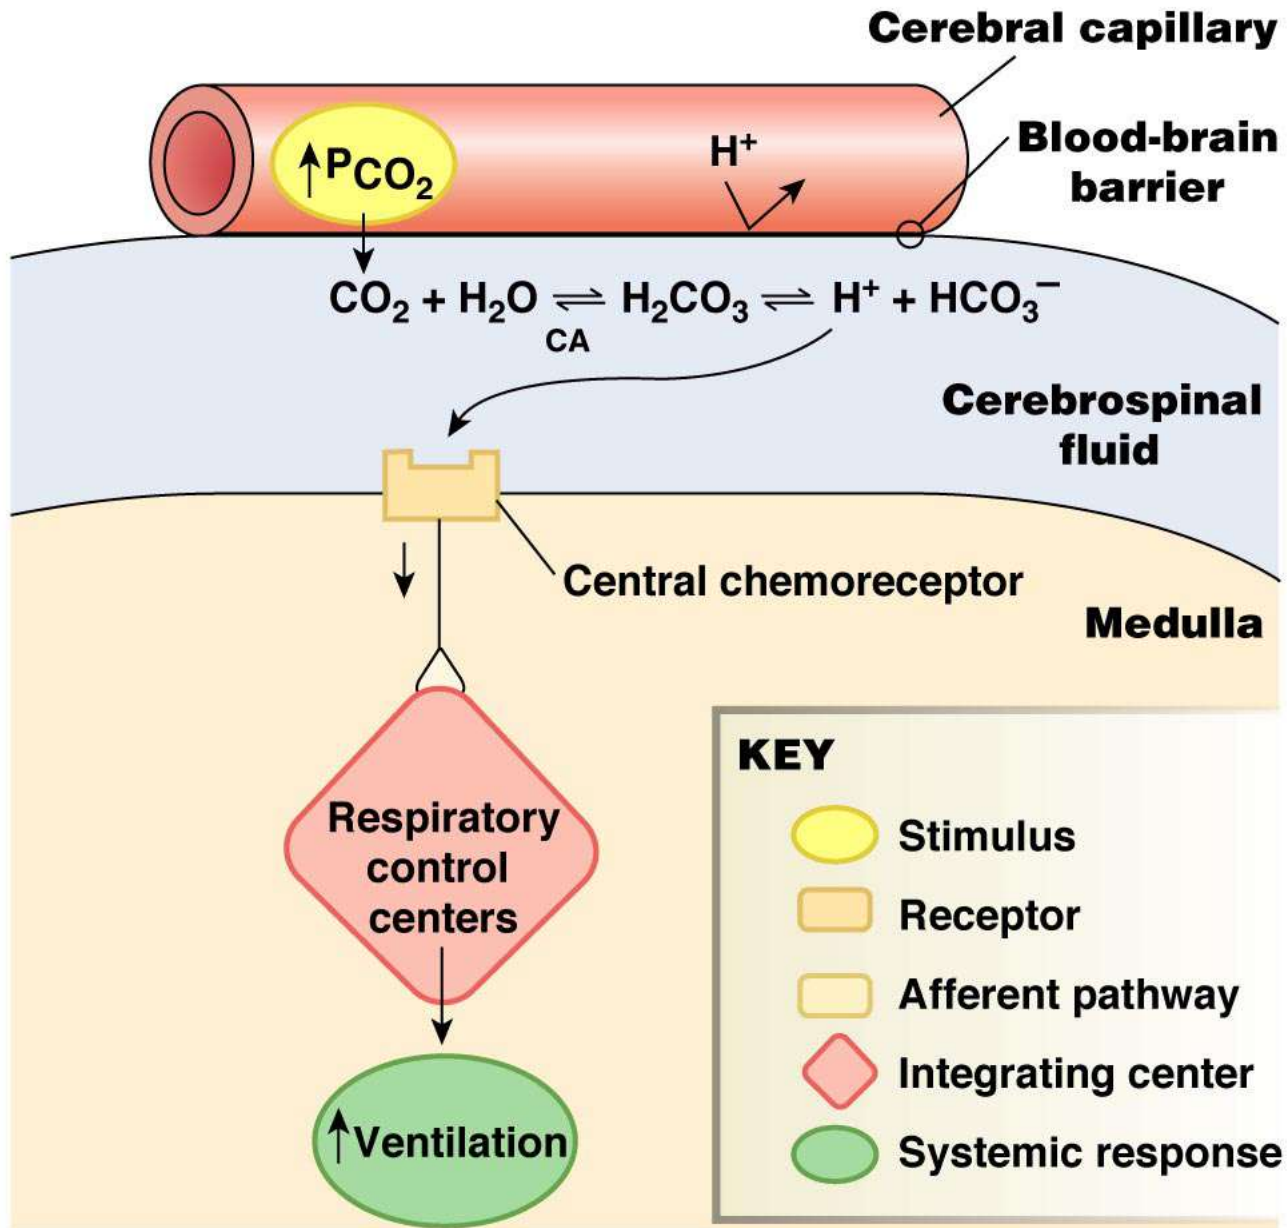 Cerebral capillary
Blood-brain
barrier
↑PCO₂
H⁺
CO₂ + H₂O ⇌ H₂CO₃ ⇌ H⁺ + HCO₃⁻
CA
Cerebrospinal
fluid
Central chemoreceptor
Medulla
Respiratory
control
centers
↑Ventilation
KEY
Stimulus
Receptor
Afferent pathway
Integrating center
Systemic response